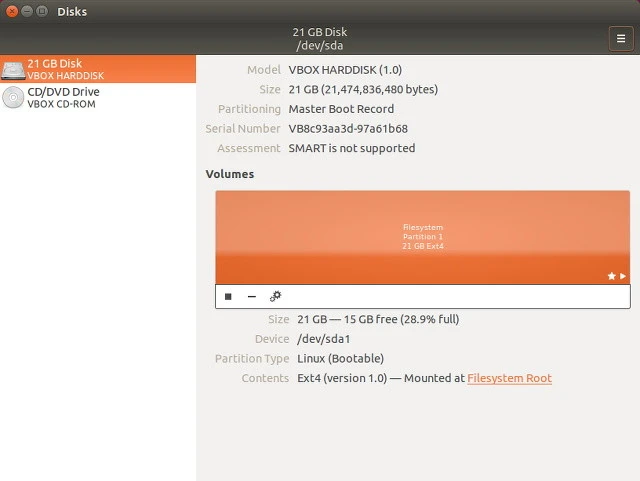 Disks
21 GB Disk
/dev/sda
21 GB Disk
VBOX HARDDISK
CD/DVD Drive
VBOX CD-ROM
Model VBOX HARDDISK (1.0)
Size 21 GB (21,474,836,480 bytes)
Partitioning Master Boot Record
Serial Number VB8c93aa3d-97a61b68
Assessment SMART is not supported
Volumes
Filesystem
Partition 1
21 GB Ext4
Size 21 GB — 15 GB free (28.9% full)
Device /dev/sda1
Partition Type Linux (Bootable)
Contents Ext4 (version 1.0) — Mounted at Filesystem Root